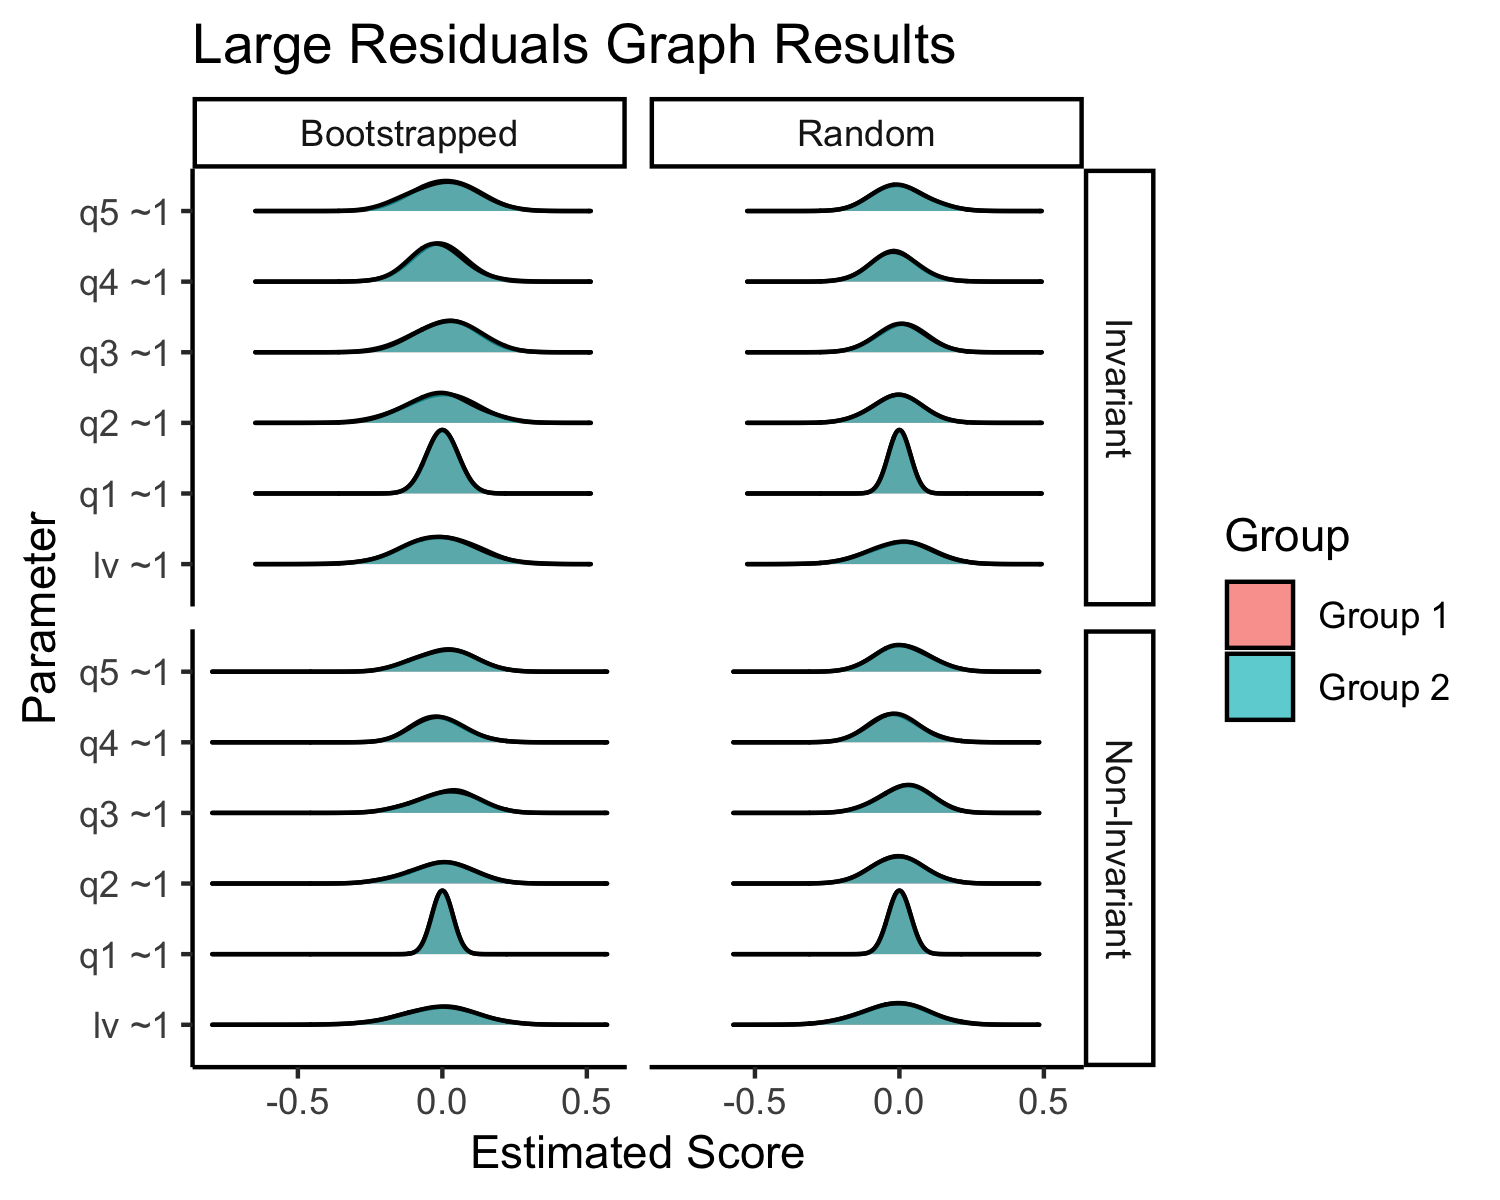 Large Residuals Graph Results
Bootstrapped
Random
q5 ~1
q4 ~1
q3 ~1
q2 ~1
q1 ~1
lv ~1
Invariant
q5 ~1
q4 ~1
q3 ~1
q2 ~1
q1 ~1
lv ~1
Non-Invariant
-0.5 0.0 0.5
-0.5 0.0 0.5
Estimated Score
Parameter
Group
Group 1
Group 2